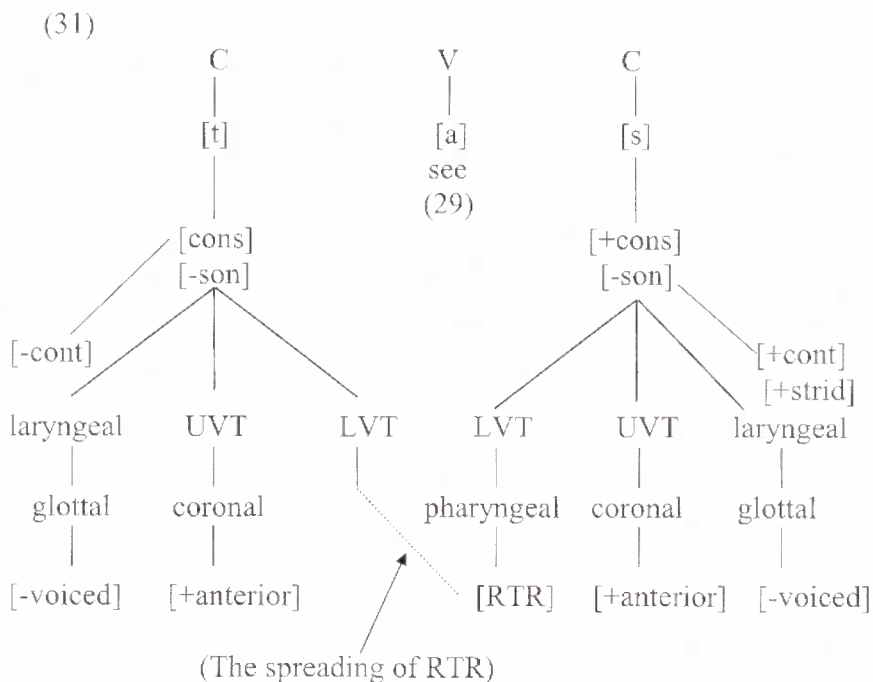 (31)
C V C
[t] [a] [s]
see
(29)
[cons] [+cons]
[-son] [-son]
[-cont] [+cont]
[+strid]
laryngeal UVT LVT LVT UVT laryngeal
glottal coronal pharyngeal coronal glottal
[-voiced] [+anterior] [RTR] [+anterior] [-voiced]
(The spreading of RTR)